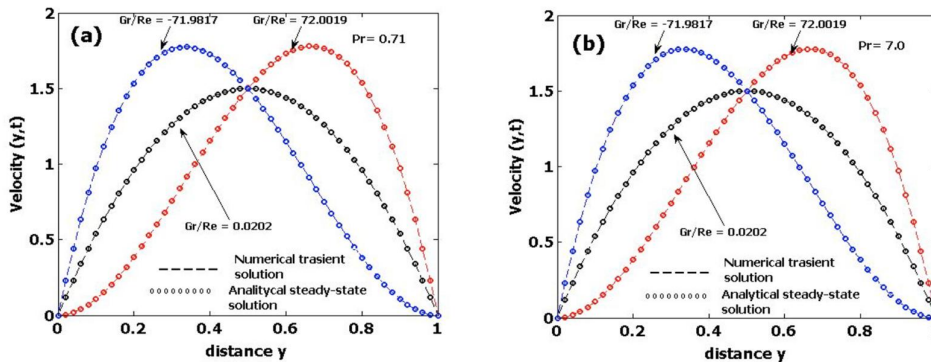 Gr/Re = -71.9817
Gr/Re = 72.0019
(a)
Pr= 0.71
2
1.5
1
0.5
0
Velocity (y,t)
Gr/Re = 0.0202
Numerical trasient
solution
Analitycal steady-state
solution
0
0.2
0.4
0.6
0.8
1
distance y
Gr/Re = -71.9817
Gr/Re = 72.0019
(b)
Pr = 7.0
2
1.5
1
0.5
0
Velocity (y,t)
Gr/Re = 0.0202
Numerical trasient
solution
Analytical steady-state
solution
0
0.2
0.4
0.6
0.8
distance y